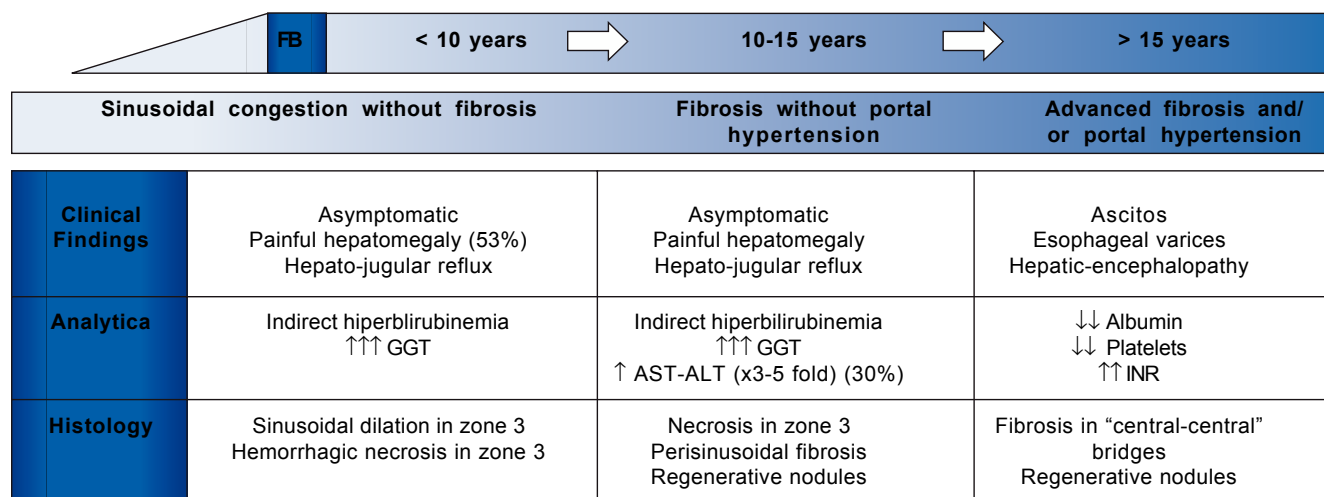 FB
< 10 years
10-15 years
> 15 years
Sinusoidal congestion without fibrosis
Fibrosis without portal
hypertension
Advanced fibrosis and/
or portal hypertension
Clinical
Findings
Asymptomatic
Painful hepatomegaly (53%)
Hepato-jugular reflux
Asymptomatic
Painful hepatomegaly
Hepato-jugular reflux
Ascitos
Esophageal varices
Hepatic-encephalopathy
Analytica
Indirect hiperblirubinemia
↑↑↑ GGT
Indirect hiperbilirubinemia
↑↑↑ GGT
↑ AST-ALT (x3-5 fold) (30%)
↓↓ Albumin
↓↓ Platelets
↑↑ INR
Histology
Sinusoidal dilation in zone 3
Hemorrhagic necrosis in zone 3
Necrosis in zone 3
Perisinusoidal fibrosis
Regenerative nodules
Fibrosis in “central-central”
bridges
Regenerative nodules